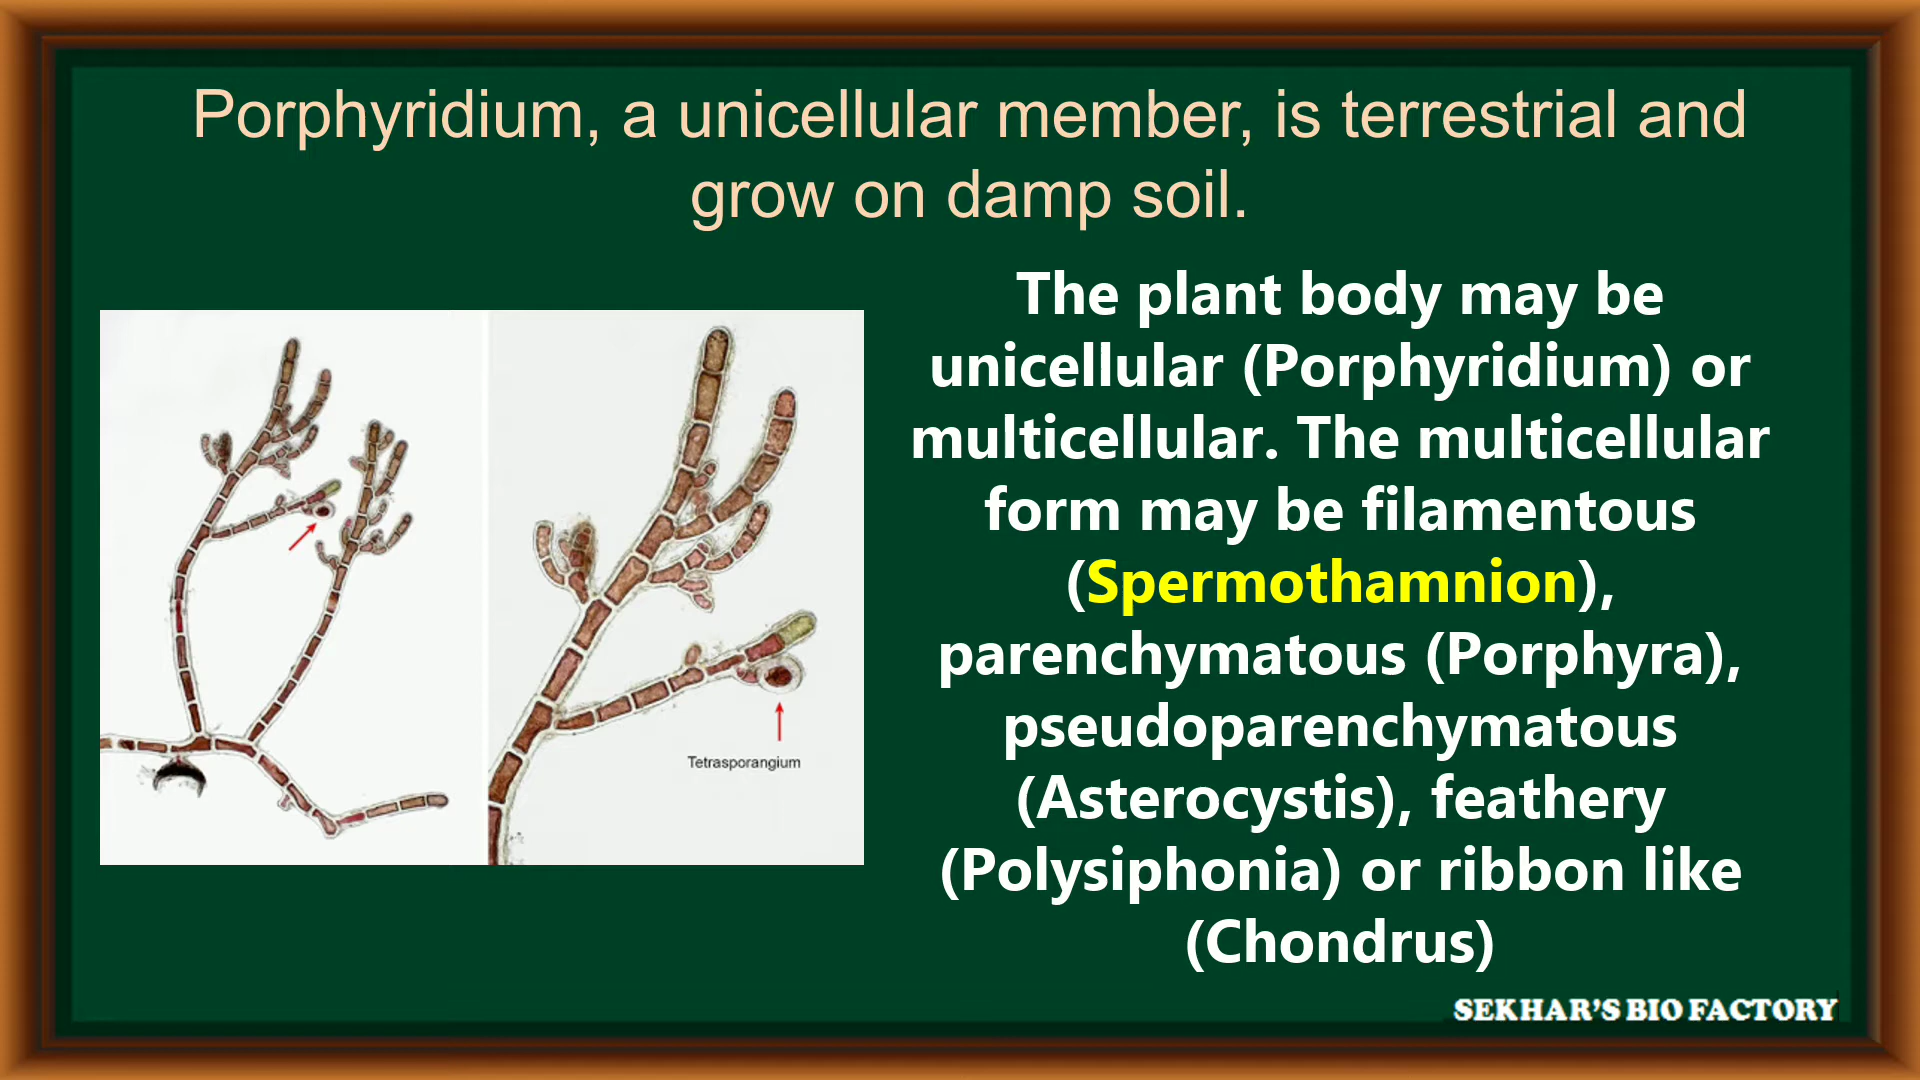 Porphyridium, a unicellular member, is terrestrial and
grow on damp soil.
The plant body may be
unicellular (Porphyridium) or
multicellular. The multicellular
form may be filamentous
(Spermothamnion),
parenchymatous (Porphyra),
pseudoparenchymatous
(Asterocystis), feathery
(Polysiphonia) or ribbon like
(Chondrus)
Tetrasporangium
SEKHAR'S BIO FACTORY